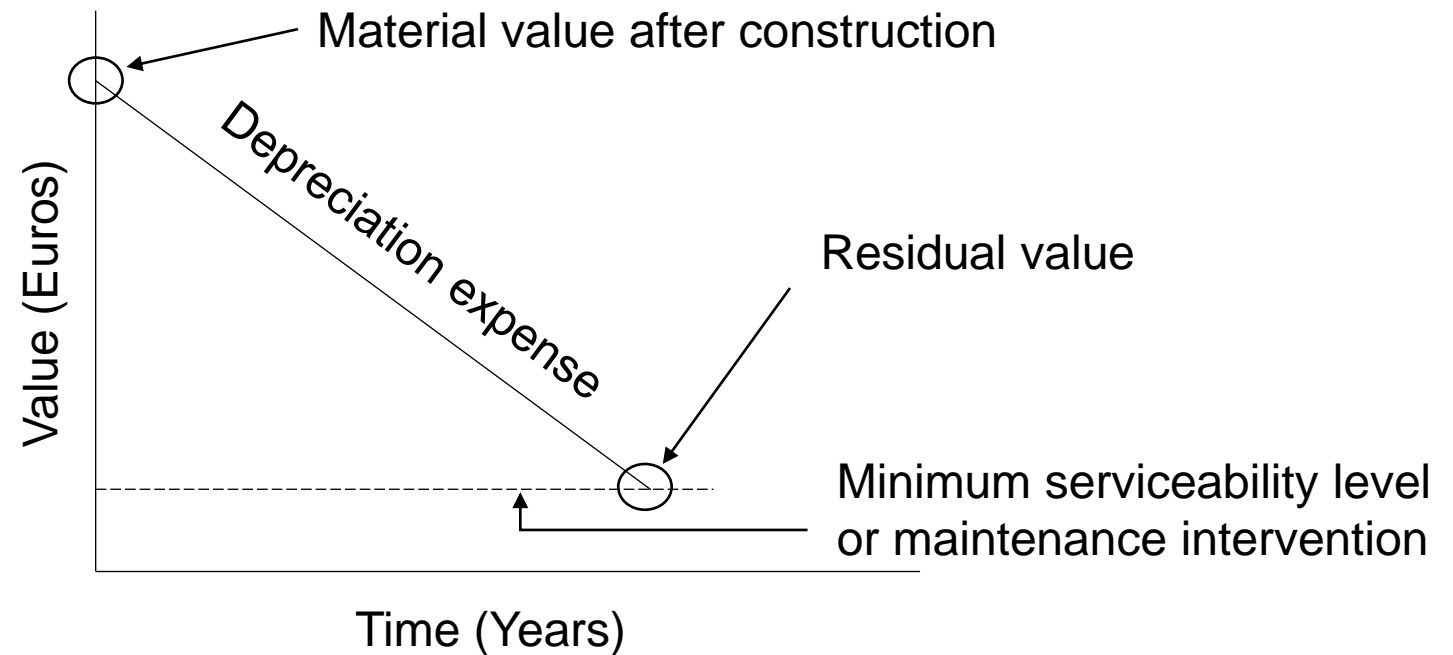 Material value after construction
Depreciation expense
Value (Euros)
Residual value
Minimum serviceability level
or maintenance intervention
Time (Years)